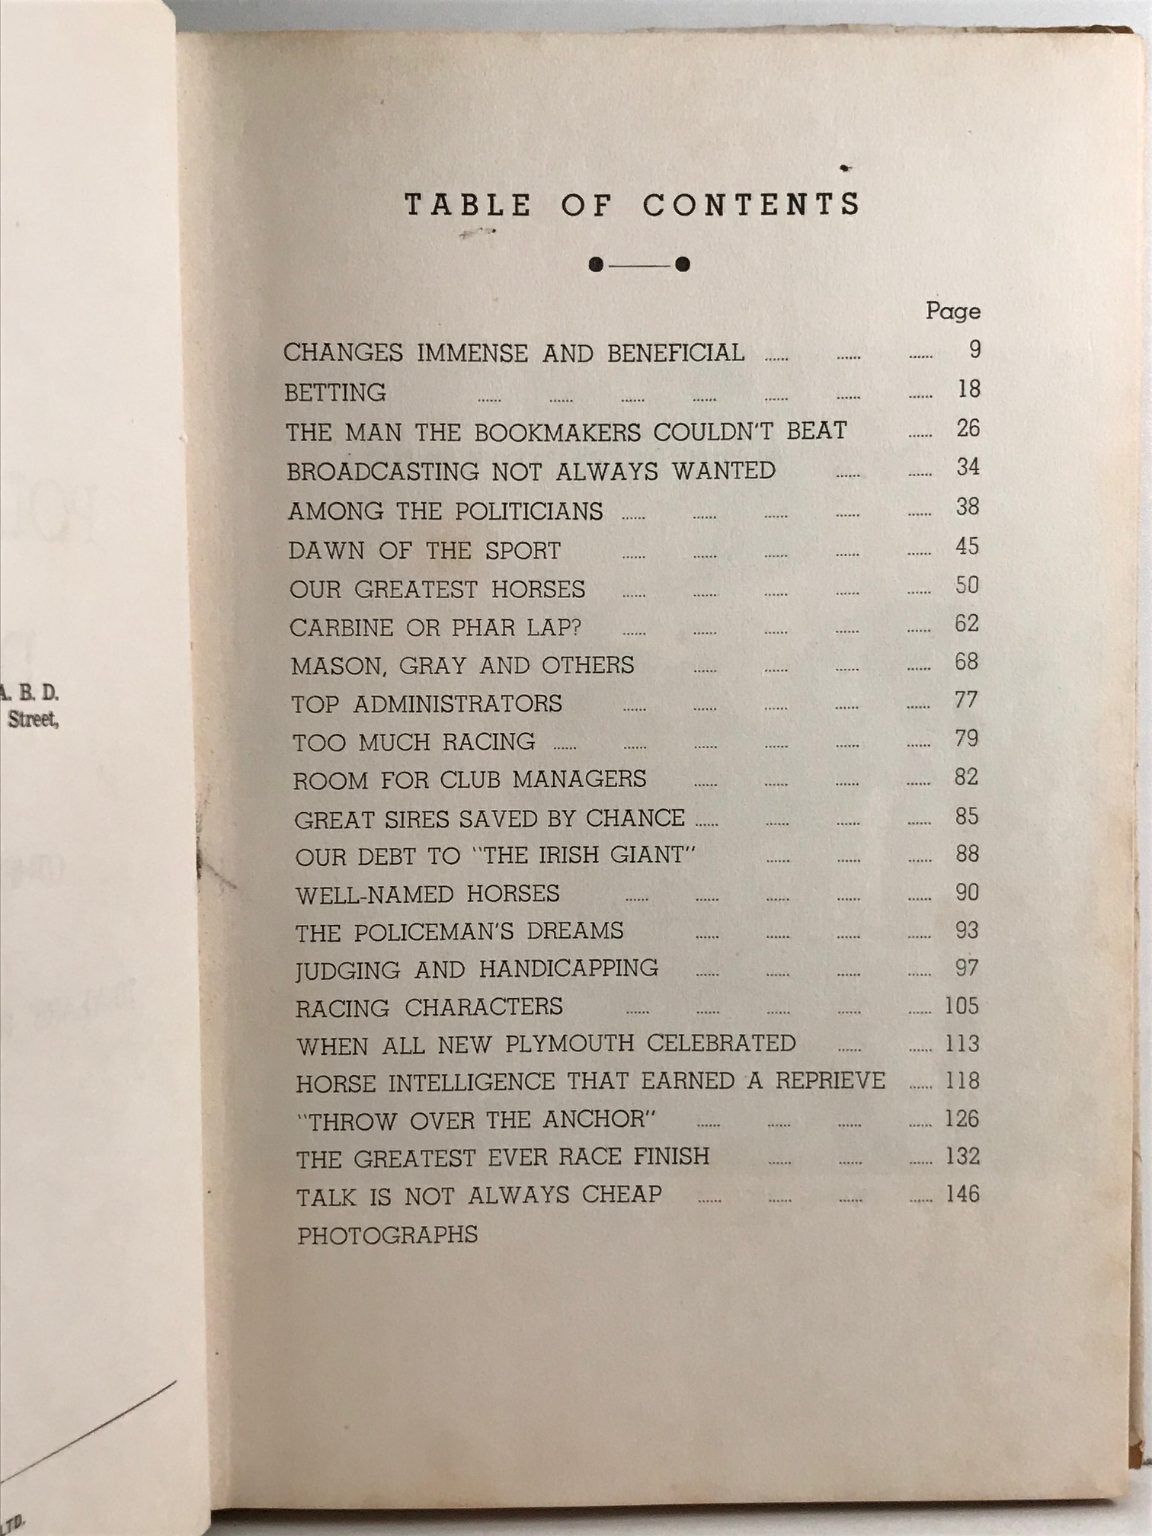 A. B. D.
Street,
LTD.
TABLE OF CONTENTS
Page
CHANGES IMMENSE AND BENEFICIAL ...... ...... ...... 9
BETTING ...... ...... ...... ...... ...... ...... ...... 18
THE MAN THE BOOKMAKERS COULDN'T BEAT ...... 26
BROADCASTING NOT ALWAYS WANTED ...... ...... 34
AMONG THE POLITICIANS ...... ...... ...... ...... ...... 38
DAWN OF THE SPORT ...... ...... ...... ...... ...... 45
OUR GREATEST HORSES ...... ...... ...... ...... ...... 50
CARBINE OR PHAR LAP? ...... ...... ...... ...... ...... 62
MASON, GRAY AND OTHERS ...... ...... ...... ...... 68
TOP ADMINISTRATORS ...... ...... ...... ...... ...... 77
TOO MUCH RACING ...... ...... ...... ...... ...... ...... 79
ROOM FOR CLUB MANAGERS ...... ...... ...... ...... 82
GREAT SIRES SAVED BY CHANCE ...... ...... ...... ...... 85
OUR DEBT TO "THE IRISH GIANT" ...... ...... ...... 88
WELL-NAMED HORSES ...... ...... ...... ...... ...... 90
THE POLICEMAN'S DREAMS ...... ...... ...... ...... 93
JUDGING AND HANDICAPPING ...... ...... ...... ...... 97
RACING CHARACTERS ...... ...... ...... ...... ...... 105
WHEN ALL NEW PLYMOUTH CELEBRATED ...... ...... 113
HORSE INTELLIGENCE THAT EARNED A REPRIEVE ...... 118
"THROW OVER THE ANCHOR" ...... ...... ...... ...... 126
THE GREATEST EVER RACE FINISH ...... ...... ...... 132
TALK IS NOT ALWAYS CHEAP ...... ...... ...... ...... 146
PHOTOGRAPHS